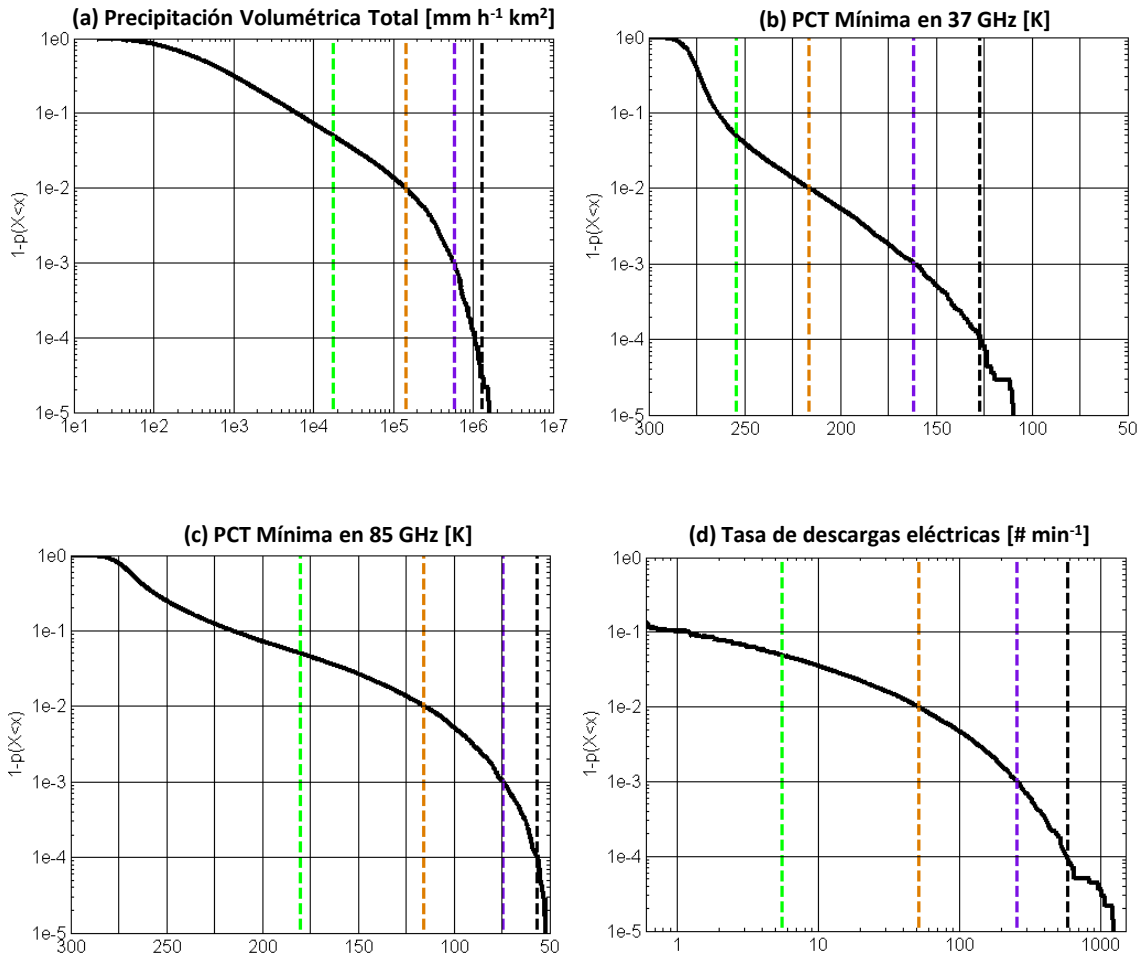 (a) Precipitación Volumétrica Total [mm h⁻¹ km²]
1e0
1e-1
1e-2
1e-3
1e-4
1e-5
1-p(X<x)
1e1 1e2 1e3 1e4 1e5 1e6 1e7
(b) PCT Mínima en 37 GHz [K]
1e0
1e-1
1e-2
1e-3
1e-4
1e-5
1-p(X<x)
300 250 200 150 100 50
(c) PCT Mínima en 85 GHz [K]
1e0
1e-1
1e-2
1e-3
1e-4
1e-5
1-p(X<x)
300 250 200 150 100 50
(d) Tasa de descargas eléctricas [# min⁻¹]
1e0
1e-1
1e-2
1e-3
1e-4
1e-5
1-p(X<x)
1 10 100 1000